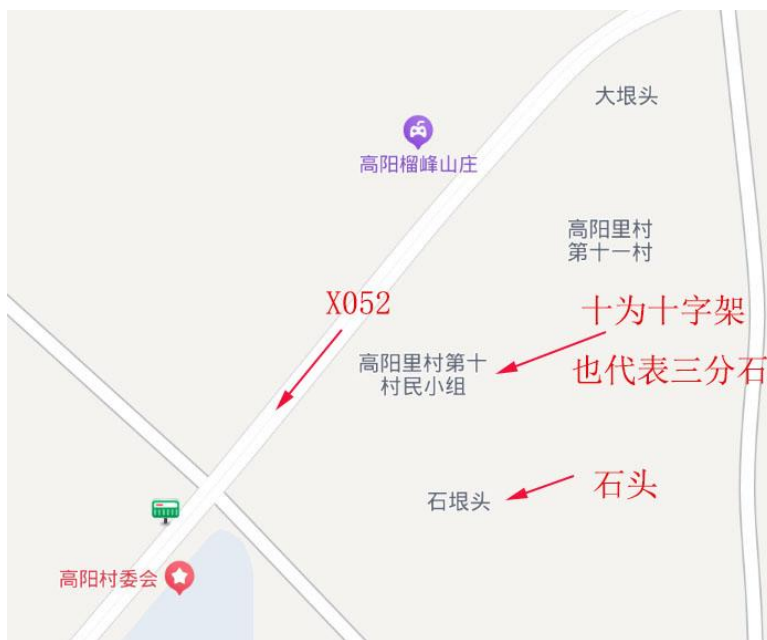 大垠头
高阳榴峰山庄
高阳里村
第十一村
X052
十为十字架
高阳里村第十
村民小组
也代表三分石
石垠头
石头
高阳村委会